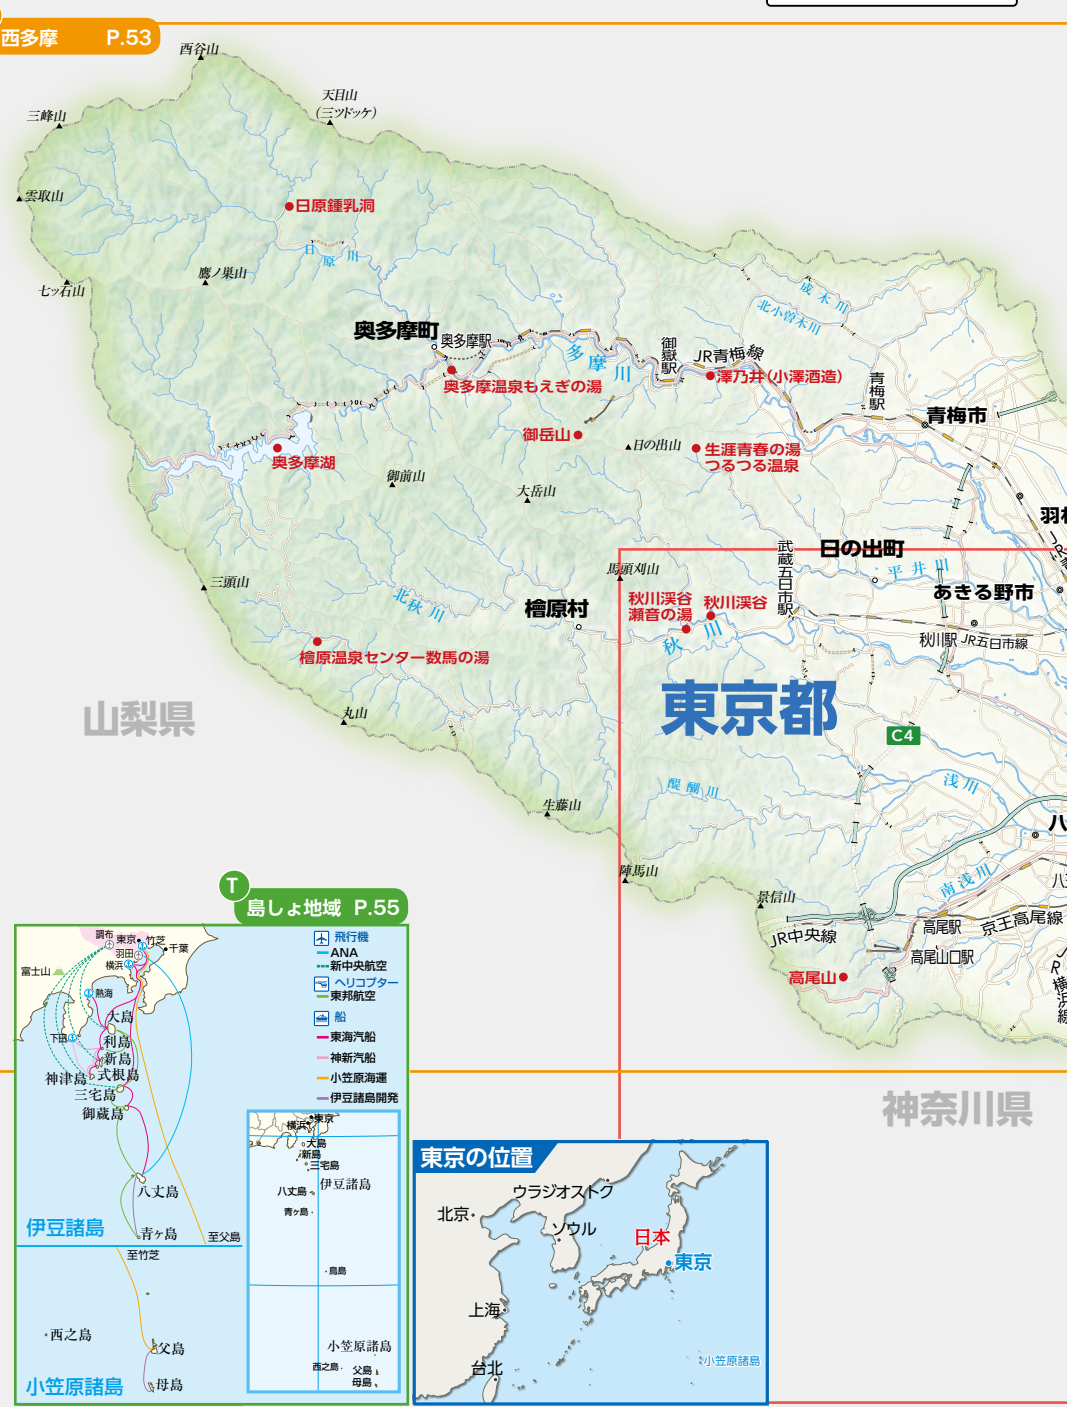 西多摩 P.53
酉谷山
天目山
(三ツドッケ)
三峰山
雲取山
日原鍾乳洞
日原川
鷹ノ巣山
七ッ石山
成木川
北小曽木川
奥多摩町
奥多摩駅
多摩川
御嶽駅
JR青梅線
澤乃井(小澤酒造)
青梅駅
青梅市
奥多摩温泉もえぎの湯
御岳山
日の出山
生涯青春の湯
つるつる温泉
奥多摩湖
御前山
大岳山
羽村
武蔵五日市駅
日の出町
平井川
馬頭刈山
三頭山
北秋川
檜原村
秋川渓谷
瀬音の湯
秋川渓谷
あきる野市
秋川
秋川駅
JR五日市線
檜原温泉センター数馬の湯
東京都
山梨県
丸山
C4
浅川
醍醐川
生藤山
八
陣馬山
南浅川
景信山
八王
JR中央線
高尾駅
京王高尾線
高尾山口駅
高尾山
JR横浜線
神奈川県
T
島しょ地域 P.55
調布
東京
竹芝
羽田
千葉
横浜
富士山
熱海
大島
下田
利島
新島
神津島
式根島
三宅島
御蔵島
八丈島
青ヶ島
伊豆諸島
至父島
至竹芝
西之島
父島
小笠原諸島
母島
飛行機
ANA
新中央航空
ヘリコプター
東邦航空
船
東海汽船
神新汽船
小笠原海運
伊豆諸島開発
東京
横浜
大島
新島
三宅島
伊豆諸島
八丈島
青ヶ島
鳥島
小笠原諸島
西之島
父島
母島
東京の位置
ウラジオストク
北京
ソウル
日本
東京
上海
台北
小笠原諸島